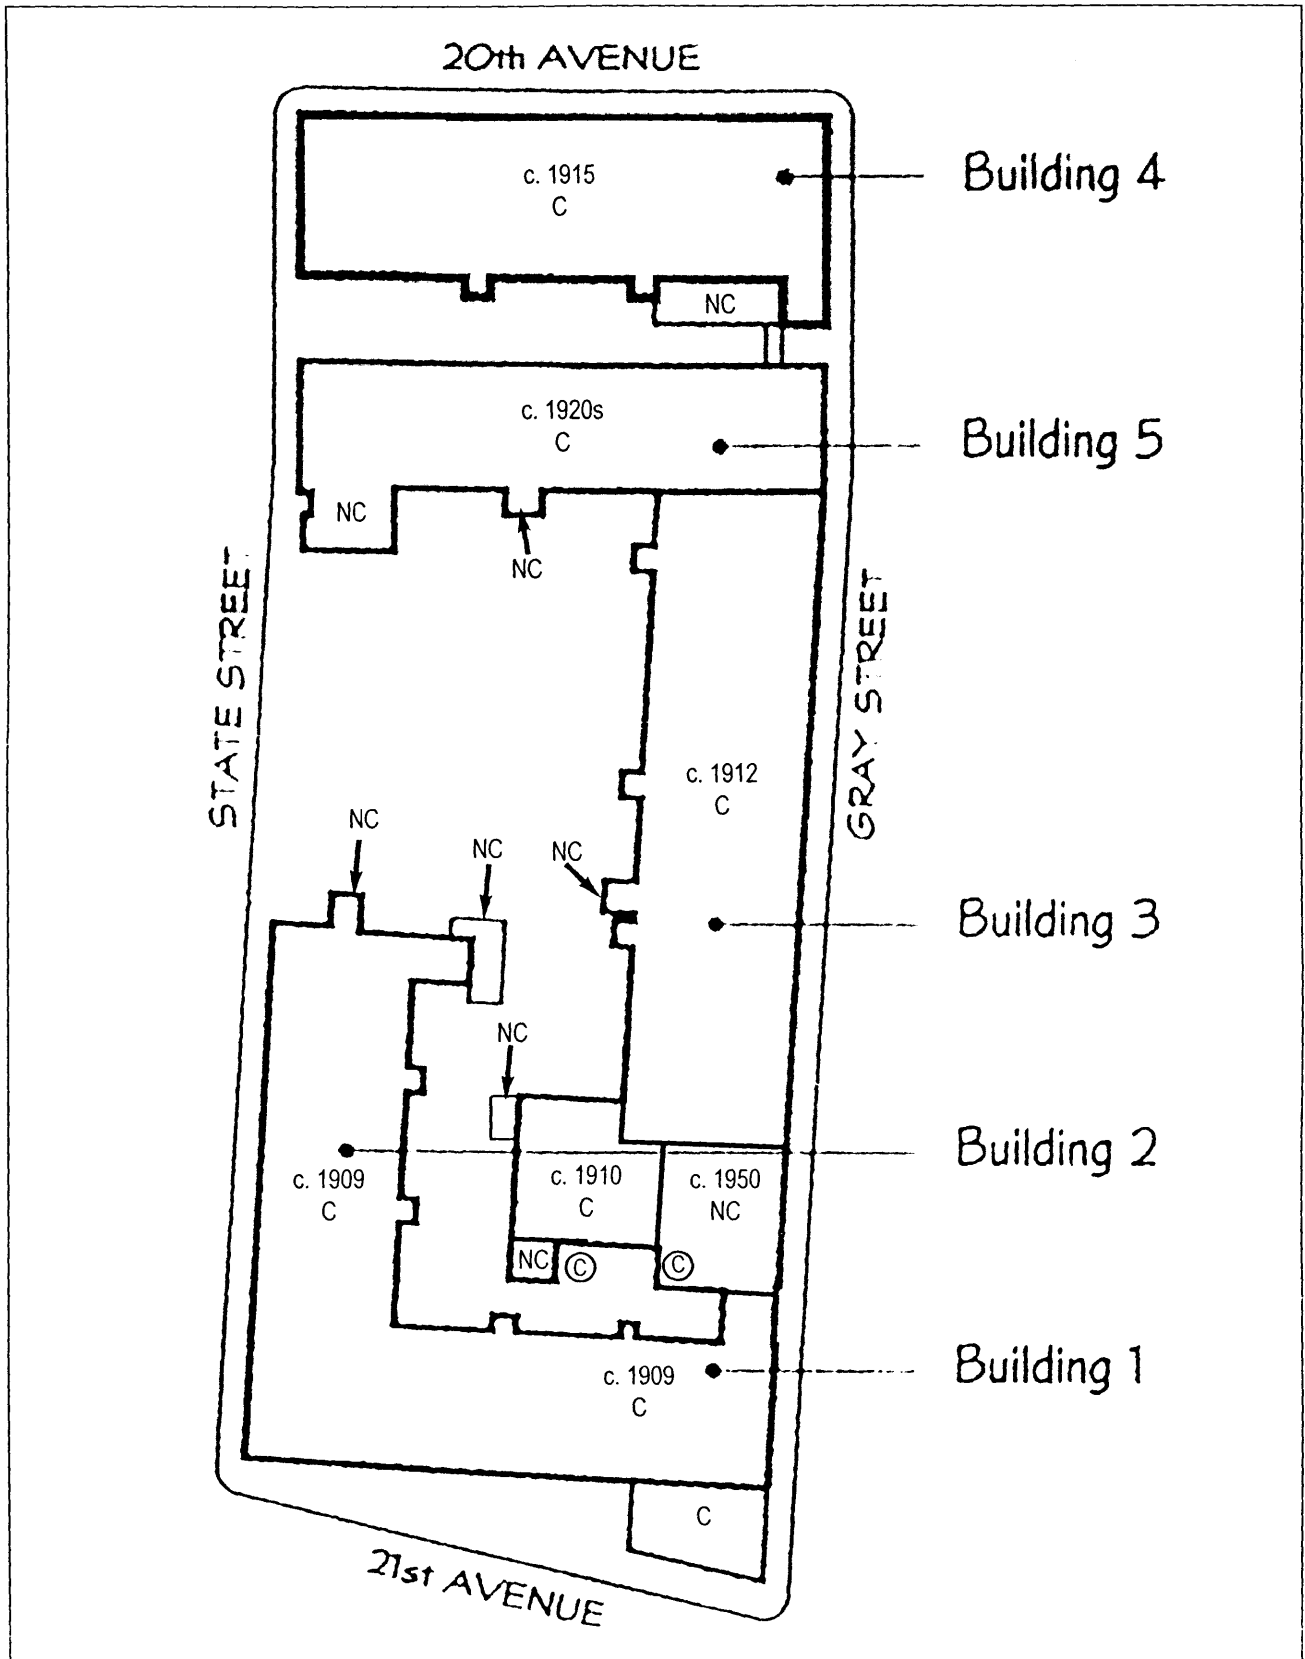 20th AVENUE
c. 1915
C
Building 4
NC
c. 1920s
C
Building 5
NC
NC
STATE STREET
GRAY STREET
c. 1912
C
NC
NC
NC
Building 3
NC
Building 2
c. 1909
C
c. 1910
C
c. 1950
NC
NC
C
C
Building 1
c. 1909
C
C
21st AVENUE